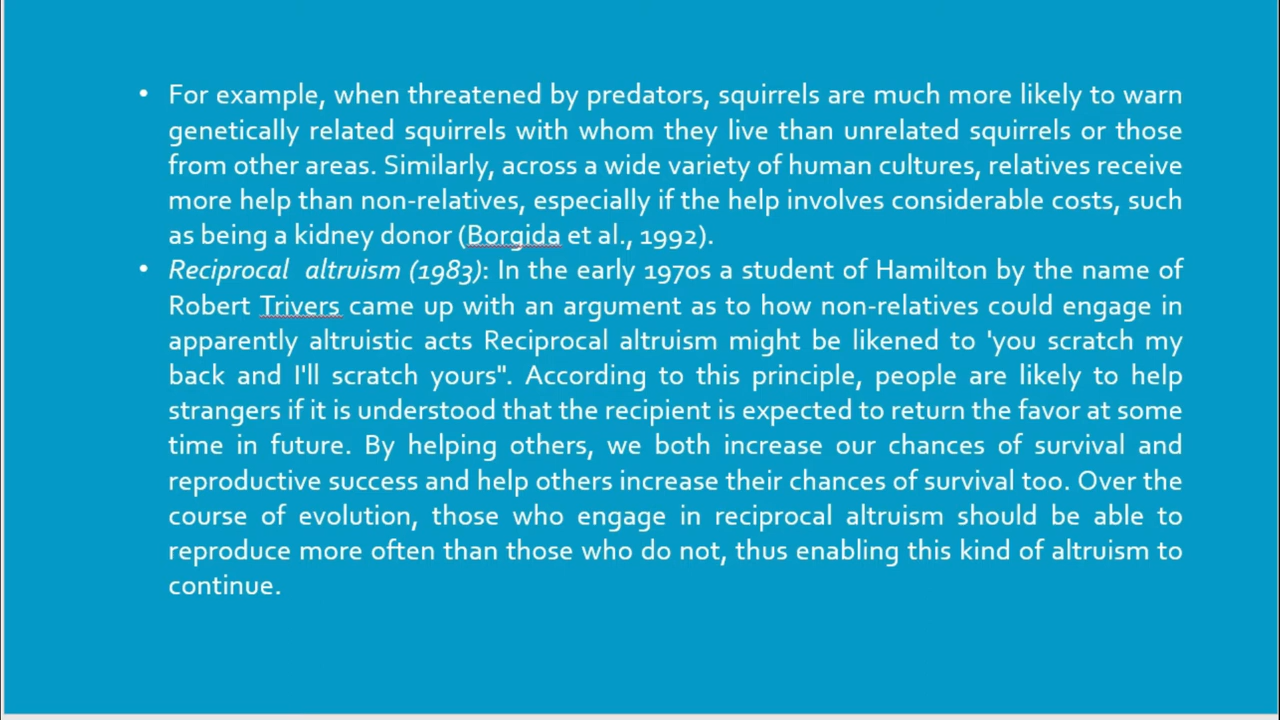 • For example, when threatened by predators, squirrels are much more likely to warn
genetically related squirrels with whom they live than unrelated squirrels or those
from other areas. Similarly, across a wide variety of human cultures, relatives receive
more help than non-relatives, especially if the help involves considerable costs, such
as being a kidney donor (Borgida et al., 1992).
• Reciprocal altruism (1983): In the early 1970s a student of Hamilton by the name of
Robert Trivers came up with an argument as to how non-relatives could engage in
apparently altruistic acts Reciprocal altruism might be likened to 'you scratch my
back and I'll scratch yours". According to this principle, people are likely to help
strangers if it is understood that the recipient is expected to return the favor at some
time in future. By helping others, we both increase our chances of survival and
reproductive success and help others increase their chances of survival too. Over the
course of evolution, those who engage in reciprocal altruism should be able to
reproduce more often than those who do not, thus enabling this kind of altruism to
continue.